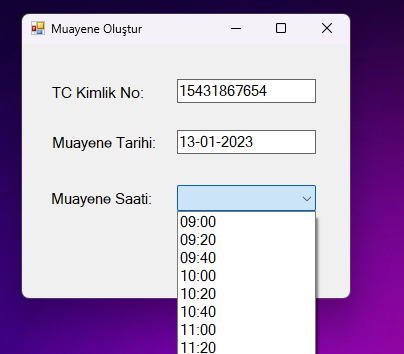 Muayene Oluştur
TC Kimlik No: 15431867654
Muayene Tarihi: 13-01-2023
Muayene Saati:
09:00
09:20
09:40
10:00
10:20
10:40
11:00
11:20